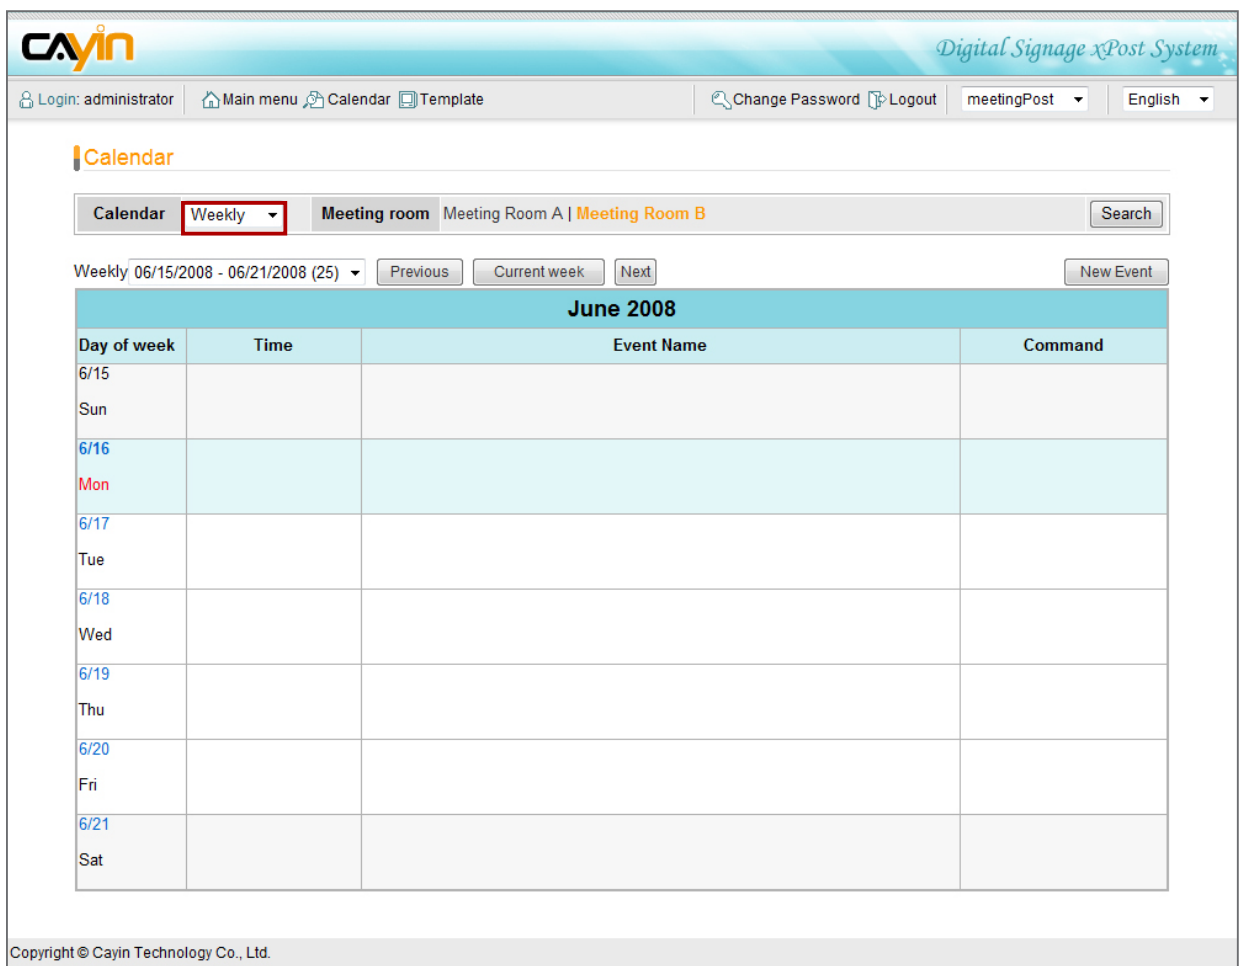 CAYIN
Digital Signage xPost System
Login: administrator Main menu Calendar Template Change Password Logout meetingPost English
Calendar
Calendar Weekly Meeting room Meeting Room A | Meeting Room B Search
Weekly 06/15/2008 - 06/21/2008 (25) Previous Current week Next New Event
June 2008
Day of week Time Event Name Command
6/15
Sun
6/16
Mon
6/17
Tue
6/18
Wed
6/19
Thu
6/20
Fri
6/21
Sat
Copyright © Cayin Technology Co., Ltd.